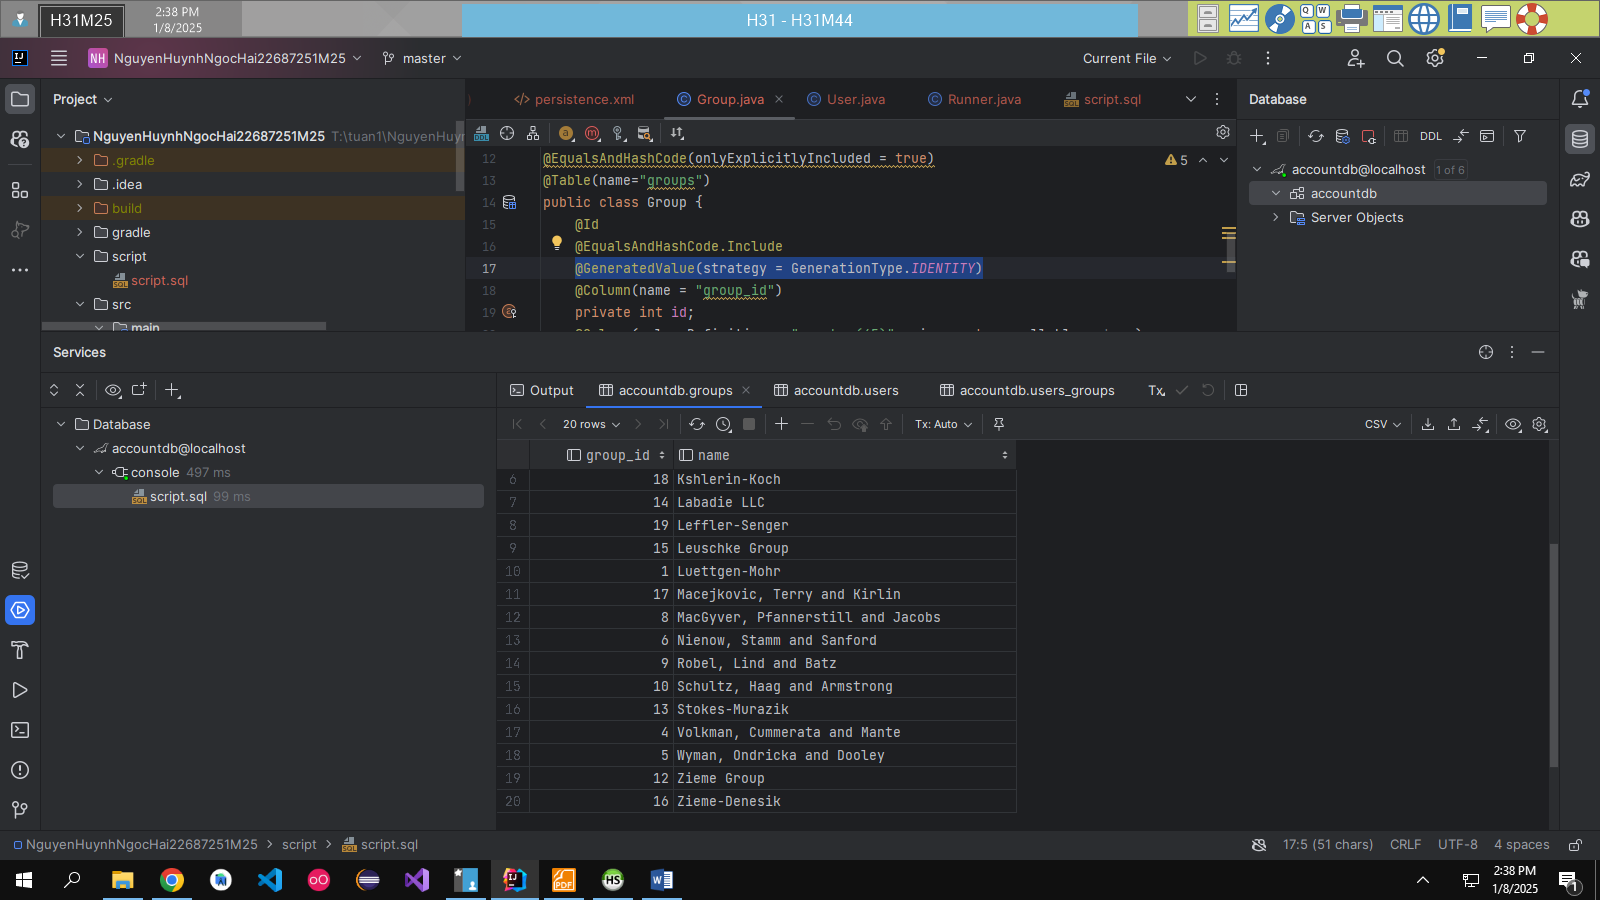 H31M25
2:38 PM
1/8/2025
H31 - H31M44
Q W
A S
NH NguyenHuynhNgocHai22687251M25
master
Current File
Project
persistence.xml
Group.java
User.java
Runner.java
script.sql
Database
NguyenHuynhNgocHai22687251M25 T:\tuan1\NguyenHuyn
.gradle
.idea
build
gradle
script
script.sql
src
main
DDL
12 @EqualsAndHashCode(onlyExplicitlyIncluded = true)
5
13 @Table(name="groups")
14 public class Group {
15 @Id
16 @EqualsAndHashCode.Include
17 @GeneratedValue(strategy = GenerationType.IDENTITY)
18 @Column(name = "group_id")
19 private int id;
accountdb@localhost 1 of 6
accountdb
Server Objects
Services
Output
accountdb.groups
accountdb.users
accountdb.users_groups
Tx
Database
accountdb@localhost
console 497 ms
script.sql 99 ms
20 rows
Tx: Auto
CSV
group_id name
6 18 Kshlerin-Koch
7 14 Labadie LLC
8 19 Leffler-Senger
9 15 Leuschke Group
10 1 Luettgen-Mohr
11 17 Macejkovic, Terry and Kirlin
12 8 MacGyver, Pfannerstill and Jacobs
13 6 Nienow, Stamm and Sanford
14 9 Robel, Lind and Batz
15 10 Schultz, Haag and Armstrong
16 13 Stokes-Murazik
17 4 Volkman, Cummerata and Mante
18 5 Wyman, Ondricka and Dooley
19 12 Zieme Group
20 16 Zieme-Denesik
NguyenHuynhNgocHai22687251M25 > script > script.sql
17:5 (51 chars) CRLF UTF-8 4 spaces
2:38 PM
1/8/2025
1